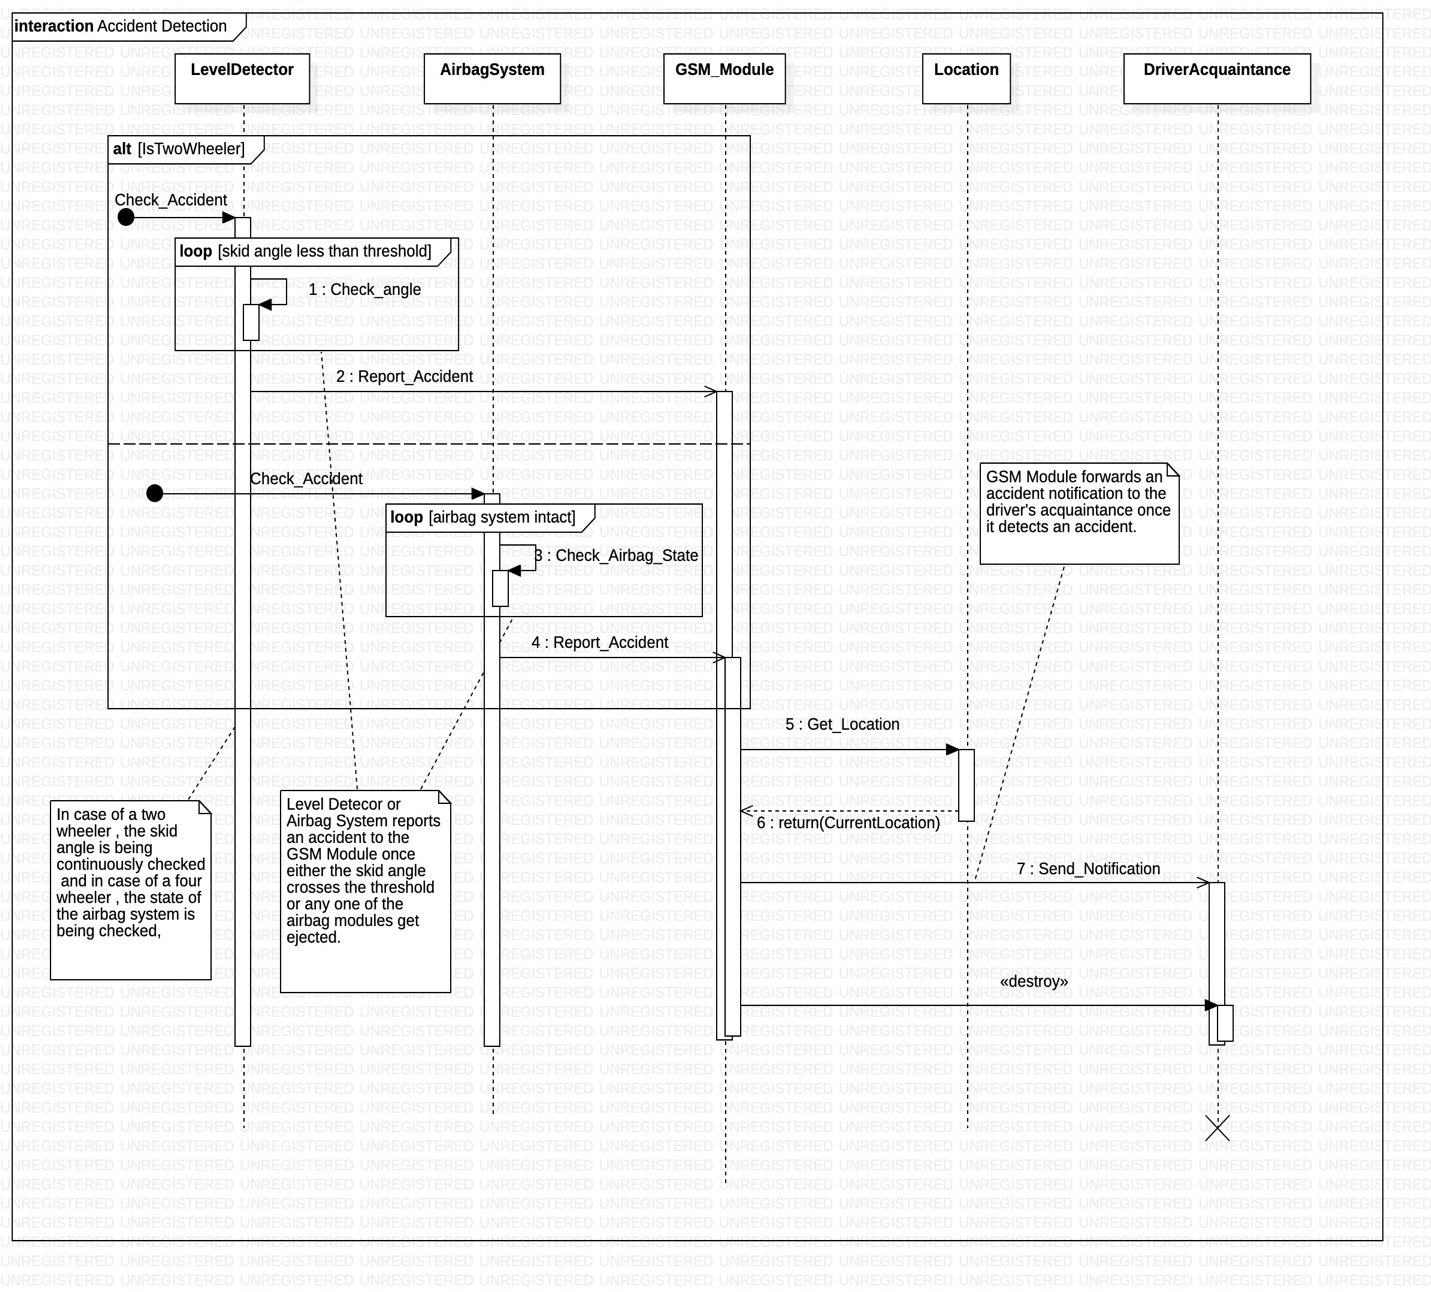 interaction Accident Detection
LevelDetector
AirbagSystem
GSM_Module
Location
DriverAcquaintance
alt [IsTwoWheeler]
Check_Accident
loop [skid angle less than threshold]
1 : Check_angle
2 : Report_Accident
Check_Accident
loop [airbag system intact]
3 : Check_Airbag_State
4 : Report_Accident
GSM Module forwards an
accident notification to the
driver's acquaintance once
it detects an accident.
5 : Get_Location
6 : return(CurrentLocation)
7 : Send_Notification
«destroy»
In case of a two
wheeler , the skid
angle is being
continuously checked
and in case of a four
wheeler , the state of
the airbag system is
being checked,
Level Detecor or
Airbag System reports
an accident to the
GSM Module once
either the skid angle
crosses the threshold
or any one of the
airbag modules get
ejected.
UNREGISTERED